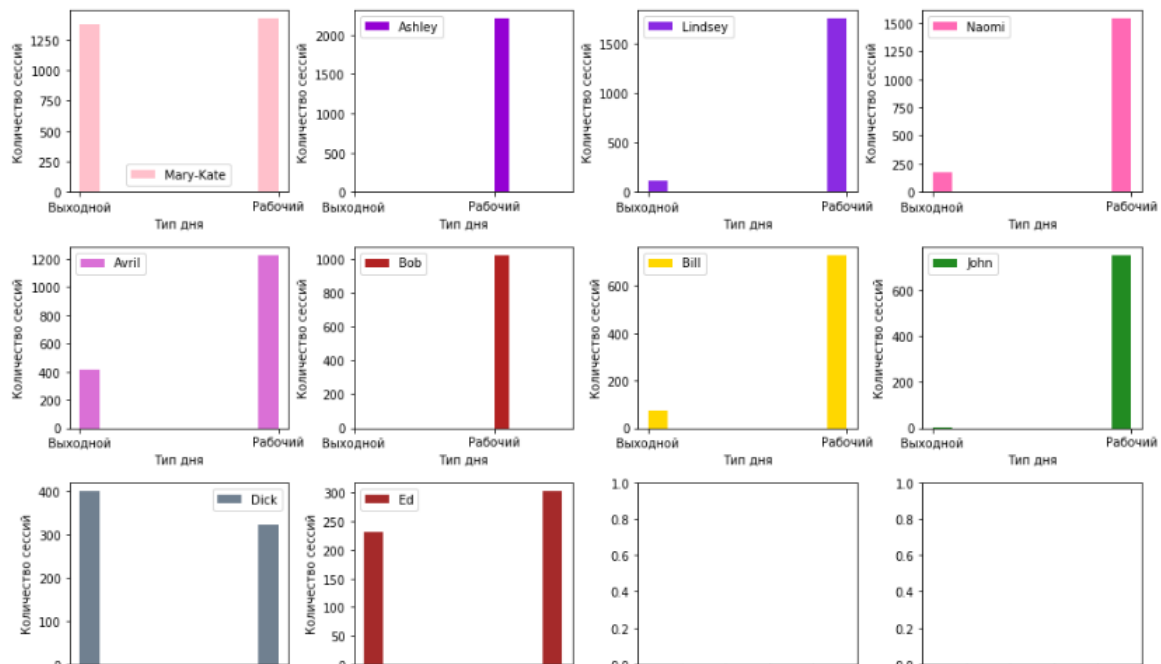 Количество сессий
1250
1000
750
500
250
0
Mary-Kate
Выходной Рабочий
Тип дня
Количество сессий
2000
1500
1000
500
0
Ashley
Выходной Рабочий
Тип дня
Количество сессий
1500
1000
500
0
Lindsey
Выходной Рабочий
Тип дня
Количество сессий
1500
1250
1000
750
500
250
0
Naomi
Выходной Рабочий
Тип дня
Количество сессий
1200
1000
800
600
400
200
0
Avril
Выходной Рабочий
Тип дня
Количество сессий
1000
800
600
400
200
0
Bob
Выходной Рабочий
Тип дня
Количество сессий
600
400
200
0
Bill
Выходной Рабочий
Тип дня
Количество сессий
600
400
200
0
John
Выходной Рабочий
Тип дня
Количество сессий
400
300
200
100
Dick
Количество сессий
300
250
200
150
100
50
Ed
1.0
0.8
0.6
0.4
0.2
1.0
0.8
0.6
0.4
0.2